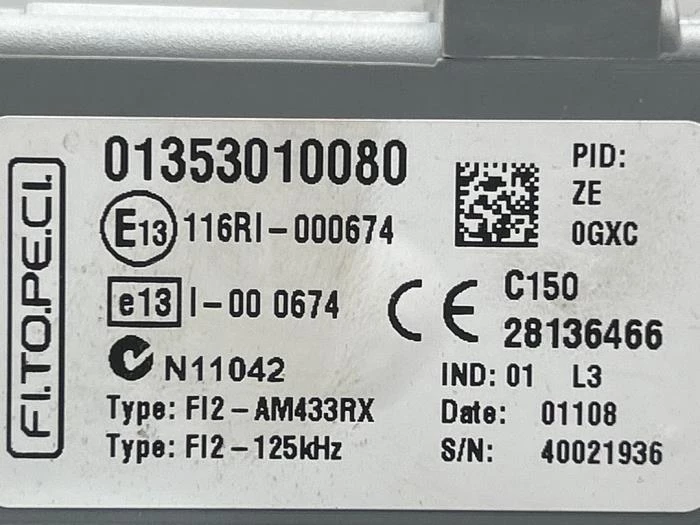 FI.TO.PE.CI.
01353010080
E13 116RI-000674
e13 I-00 0674
N11042
Type: FI2-AM433RX
Type: FI2-125kHz
PID:
ZE
0GXC
CE C150
28136466
IND: 01 L3
Date: 01108
S/N: 40021936